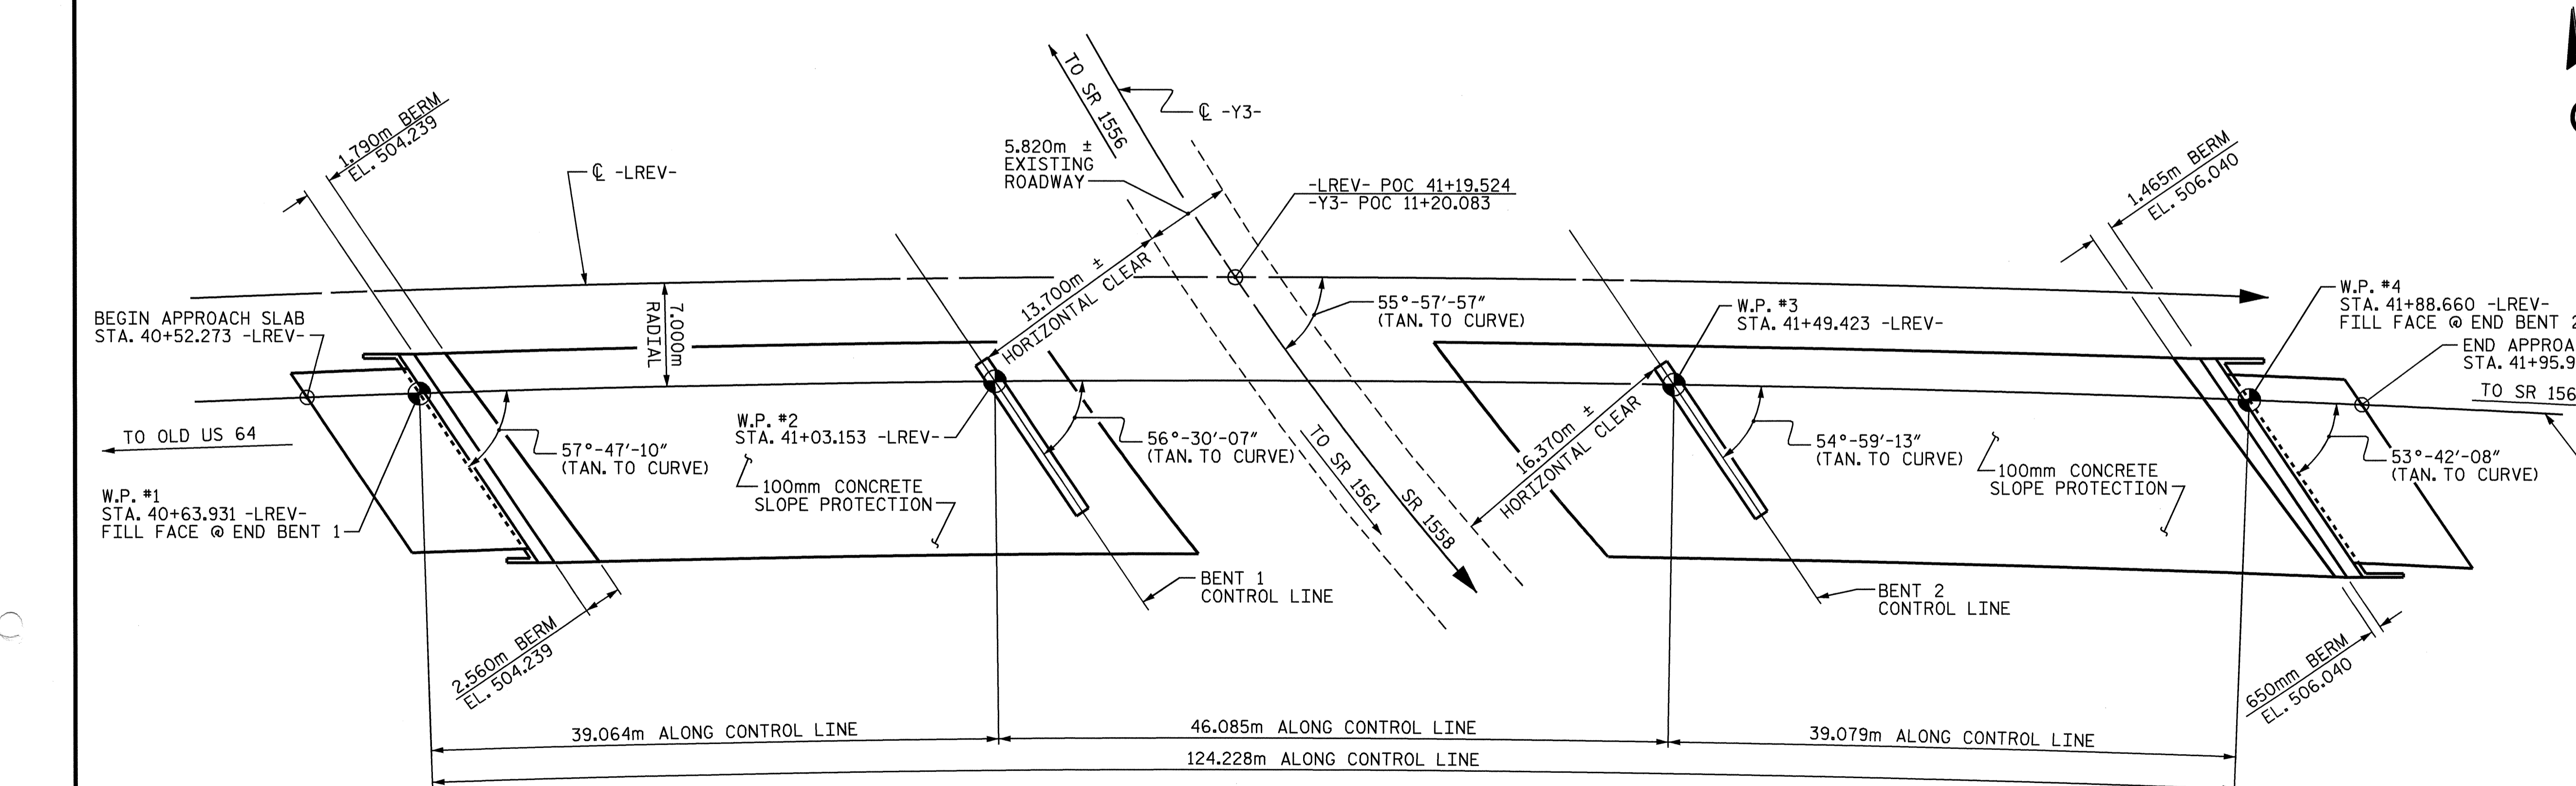 1.790m BERM
EL. 504.239
℄ -LREV-
TO SR 1556
℄ -Y3-
5.820m ±
EXISTING
ROADWAY
-LREV- POC 41+19.524
-Y3- POC 11+20.083
1.465m BERM
EL. 506.040
BEGIN APPROACH SLAB
STA. 40+52.273 -LREV-
7.000m
RADIAL
13.700m ±
HORIZONTAL CLEAR
55°-57'-57"
(TAN. TO CURVE)
W.P. #3
STA. 41+49.423 -LREV-
W.P. #4
STA. 41+88.660 -LREV-
FILL FACE @ END BENT 2
END APPROA
STA. 41+95.9
TO SR 156
TO OLD US 64
57°-47'-10"
(TAN. TO CURVE)
W.P. #2
STA. 41+03.153 -LREV-
56°-30'-07"
(TAN. TO CURVE)
TO SR 1561
SR 1558
16.370m ±
HORIZONTAL CLEAR
54°-59'-13"
(TAN. TO CURVE)
53°-42'-08"
(TAN. TO CURVE)
W.P. #1
STA. 40+63.931 -LREV-
FILL FACE @ END BENT 1
100mm CONCRETE
SLOPE PROTECTION
100mm CONCRETE
SLOPE PROTECTION
BENT 1
CONTROL LINE
BENT 2
CONTROL LINE
2.560m BERM
EL. 504.239
650mm BERM
EL. 506.040
39.064m ALONG CONTROL LINE
46.085m ALONG CONTROL LINE
39.079m ALONG CONTROL LINE
124.228m ALONG CONTROL LINE